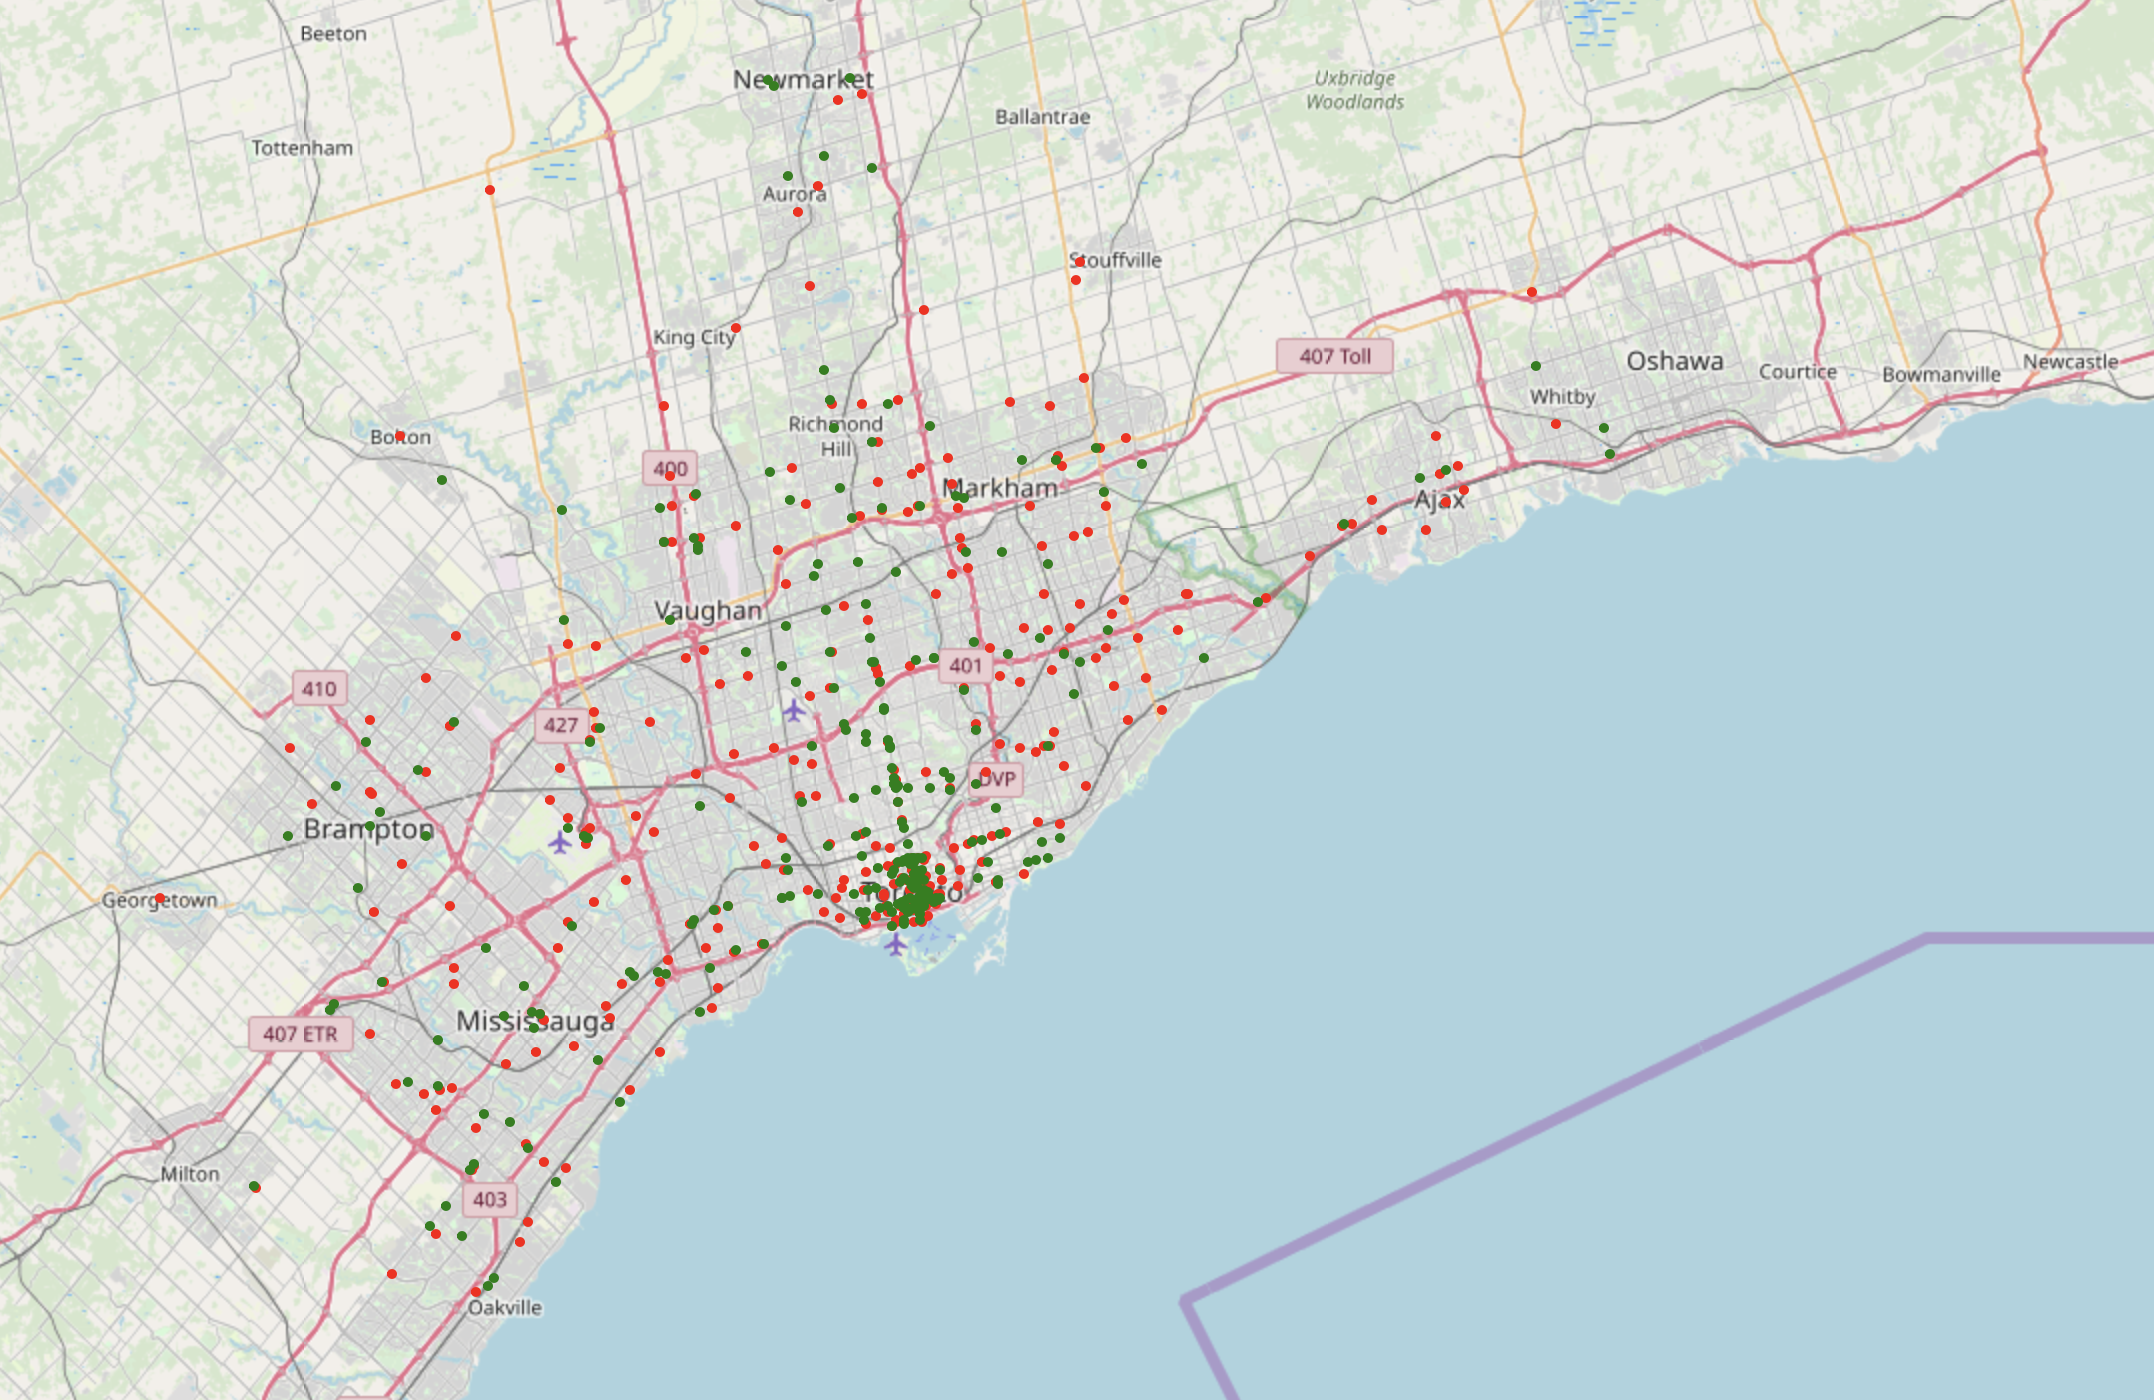 Beeton
Newmarket
Uxbridge
Woodlands
Ballantrae
Tottenham
Aurora
Stouffville
King City
407 Toll
Oshawa
Courtice
Bowmanville
Newcastle
Whitby
Richmond
Hill
Bolton
400
Markham
Ajax
Vaughan
401
410
427
DVP
Brampton
Georgetown
Toronto
Mississauga
407 ETR
Milton
403
Oakville